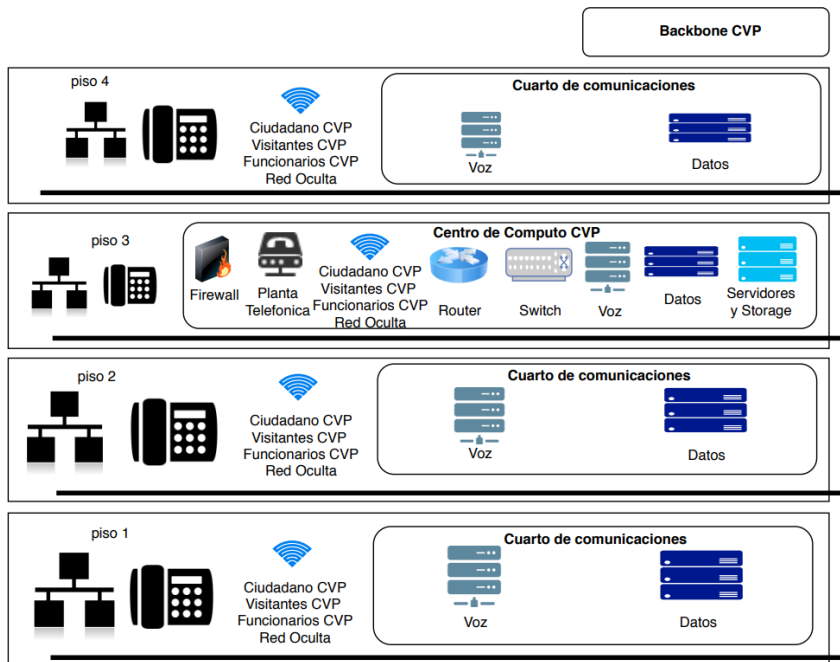 Backbone CVP
piso 4
Ciudadano CVP
Visitantes CVP
Funcionarios CVP
Red Oculta
Cuarto de comunicaciones
Voz
Datos
piso 3
Centro de Computo CVP
Firewall
Planta
Telefonica
Ciudadano CVP
Visitantes CVP
Funcionarios CVP
Red Oculta
Router
Switch
Voz
Datos
Servidores
y Storage
piso 2
Ciudadano CVP
Visitantes CVP
Funcionarios CVP
Red Oculta
Cuarto de comunicaciones
Voz
Datos
piso 1
Ciudadano CVP
Visitantes CVP
Funcionarios CVP
Red Oculta
Cuarto de comunicaciones
Voz
Datos